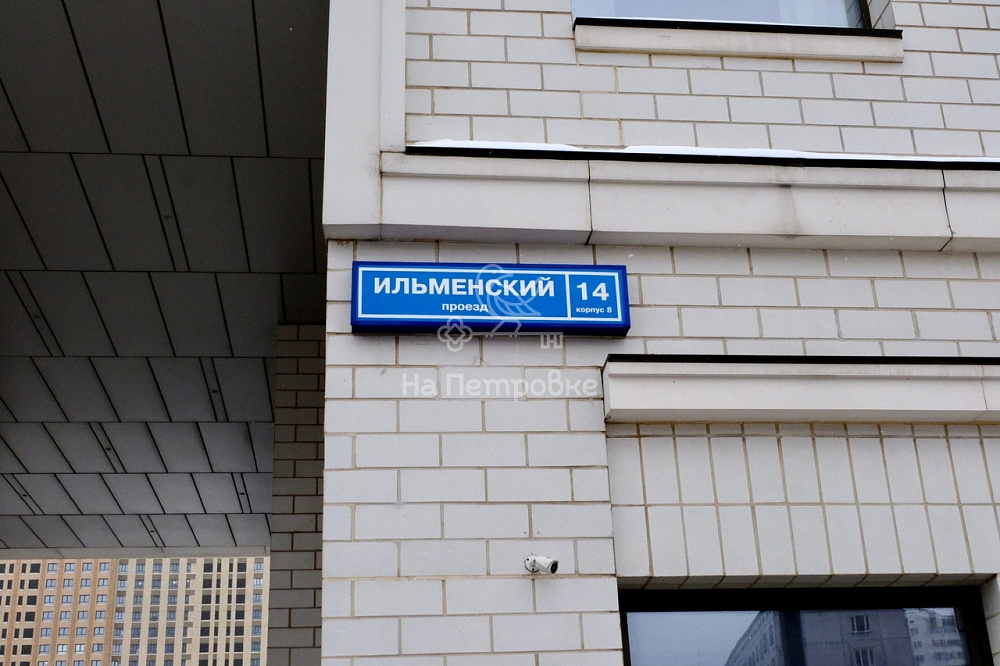 ИЛЬМЕНСКИЙ
проезд
14
корпус 8
На Петровке